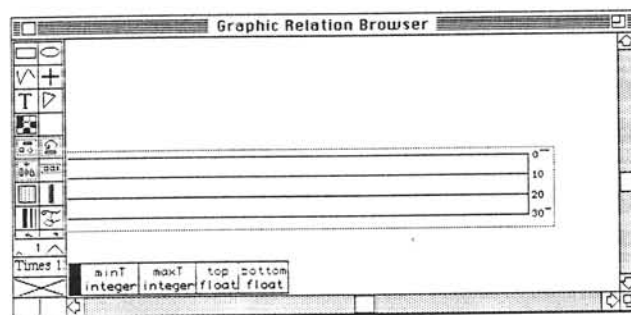 Graphic Relation Browser
T
0
10
20
30
1
Times 1
minT maxT top bottom
integer integer float float